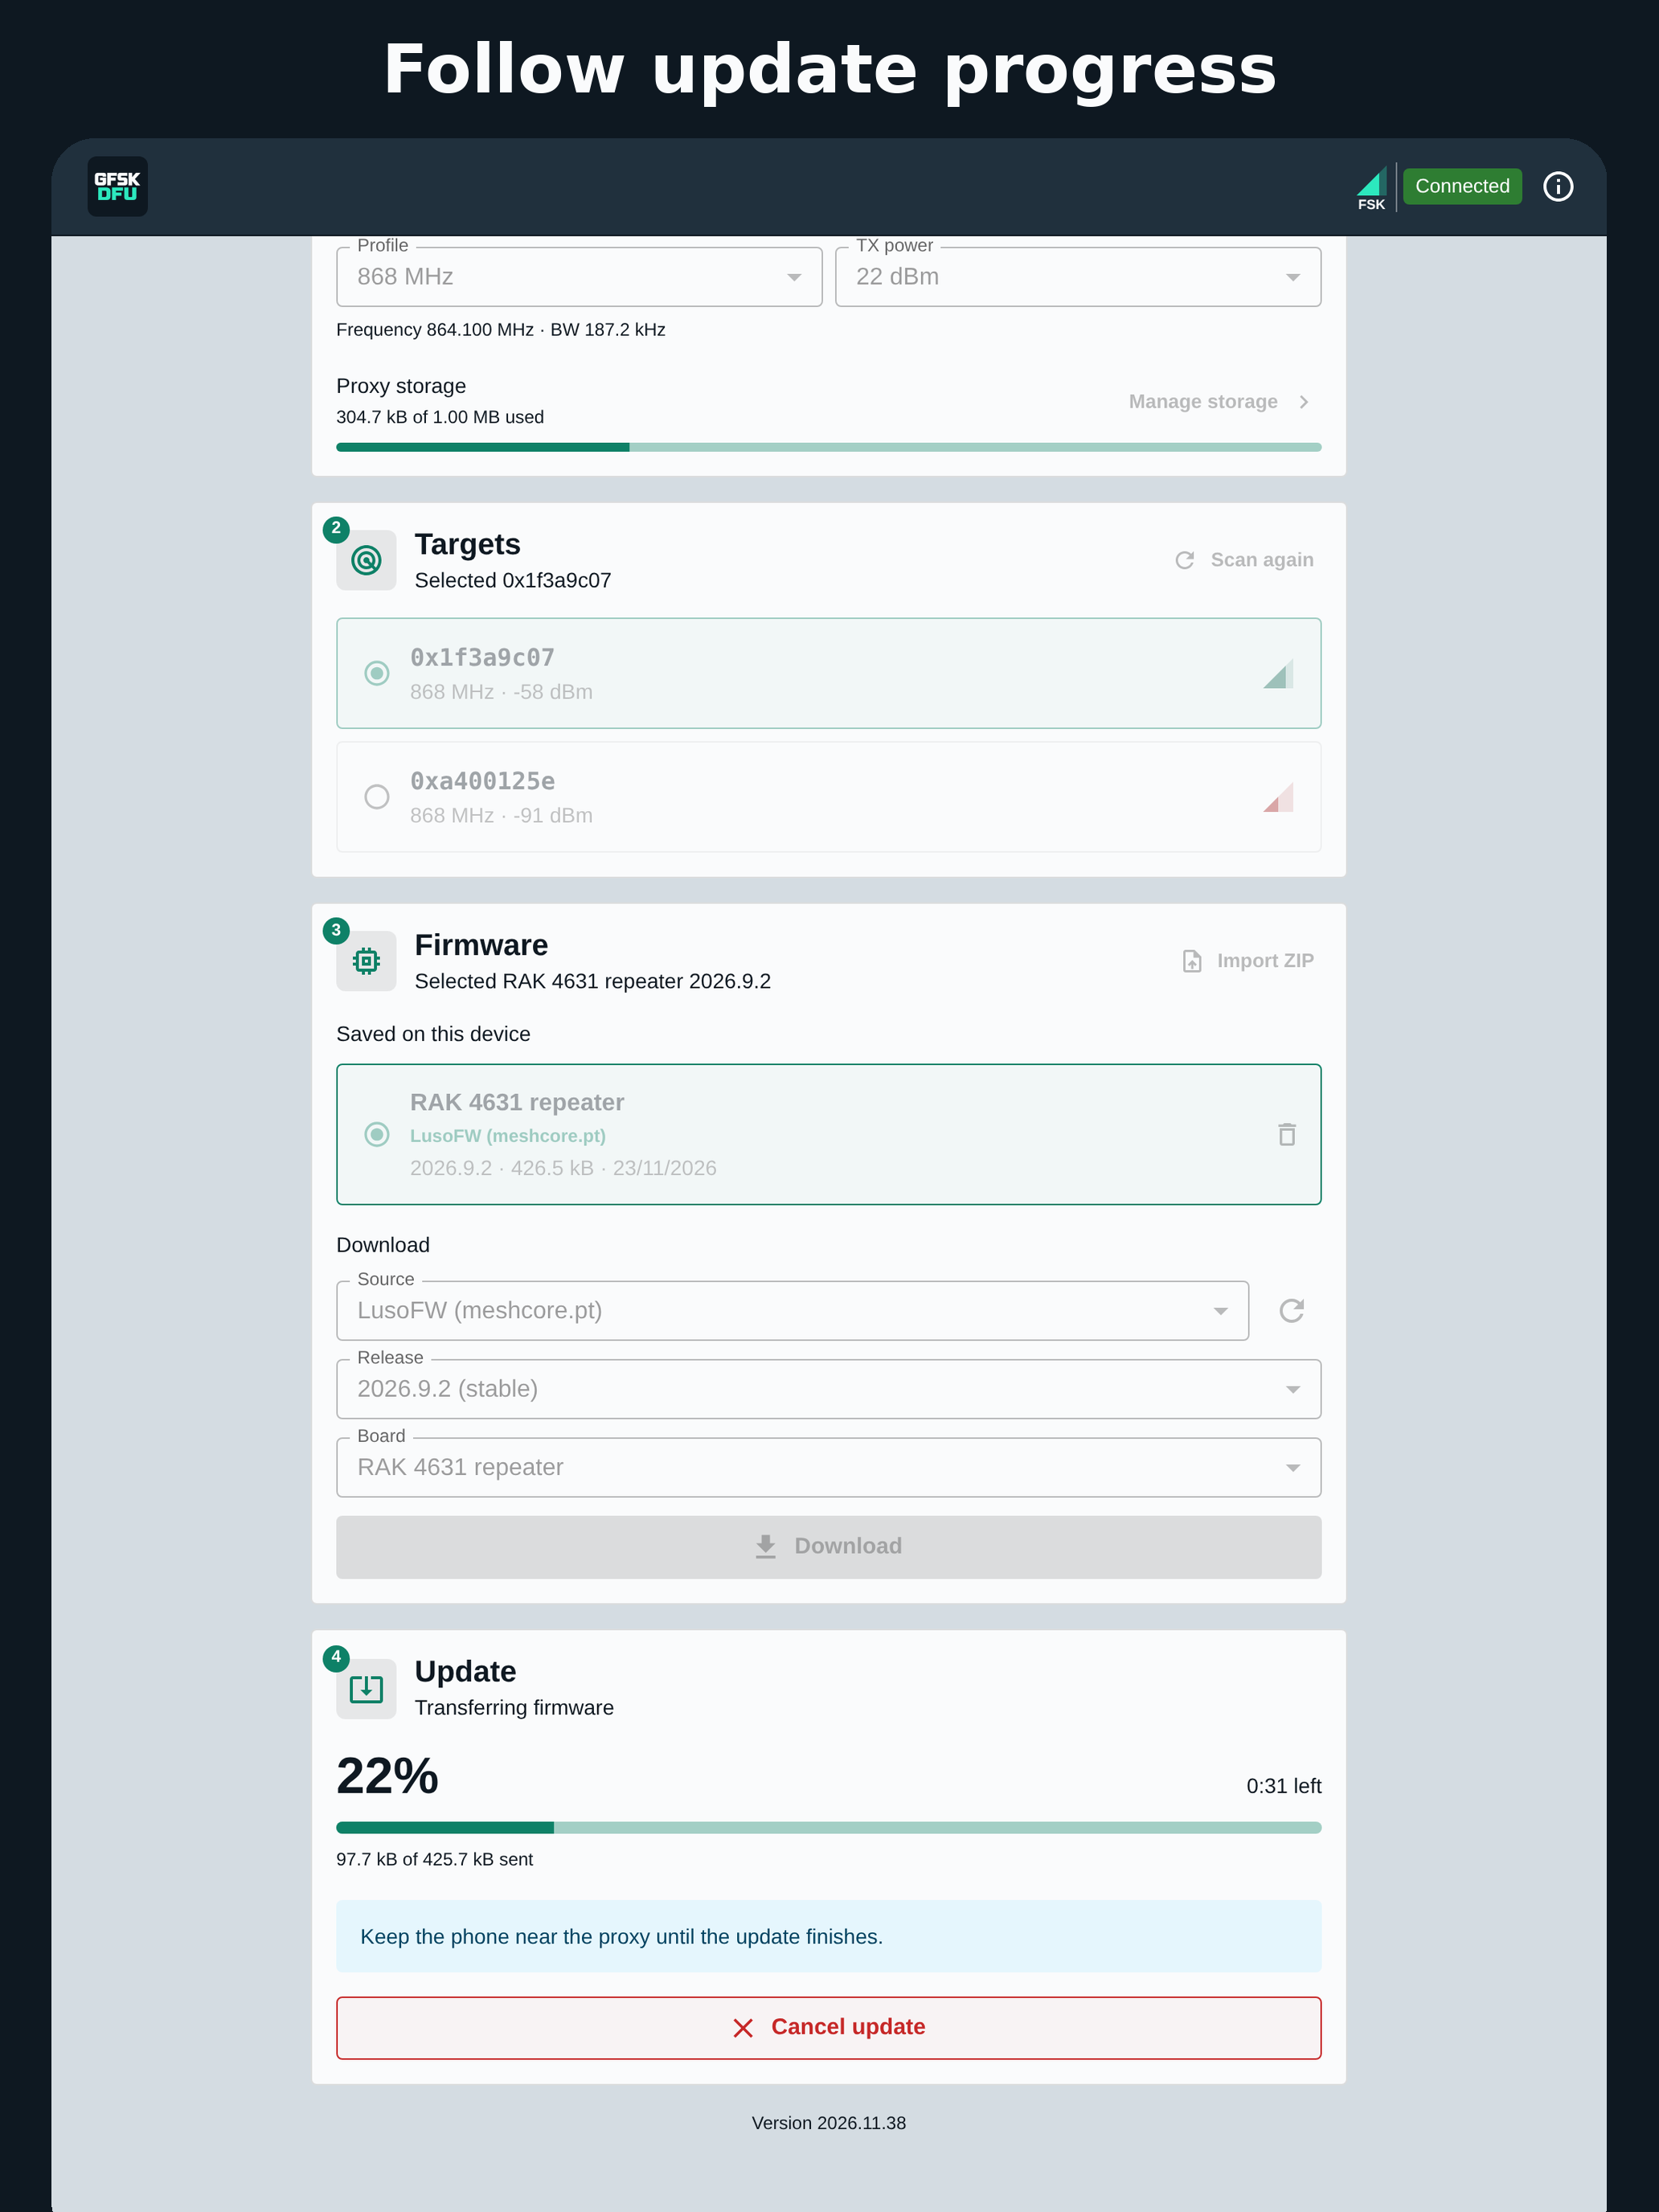 Follow update progress
GFSK
DFU
FSK
Connected
Profile
868 MHz
TX power
22 dBm
Frequency 864.100 MHz · BW 187.2 kHz
Proxy storage
304.7 kB of 1.00 MB used
Manage storage
2
Targets
Selected 0x1f3a9c07
Scan again
0x1f3a9c07
868 MHz · -58 dBm
0xa400125e
868 MHz · -91 dBm
3
Firmware
Selected RAK 4631 repeater 2026.9.2
Import ZIP
Saved on this device
RAK 4631 repeater
LusoFW (meshcore.pt)
2026.9.2 · 426.5 kB · 23/11/2026
Download
Source
LusoFW (meshcore.pt)
Release
2026.9.2 (stable)
Board
RAK 4631 repeater
Download
4
Update
Transferring firmware
22%
0:31 left
97.7 kB of 425.7 kB sent
Keep the phone near the proxy until the update finishes.
Cancel update
Version 2026.11.38